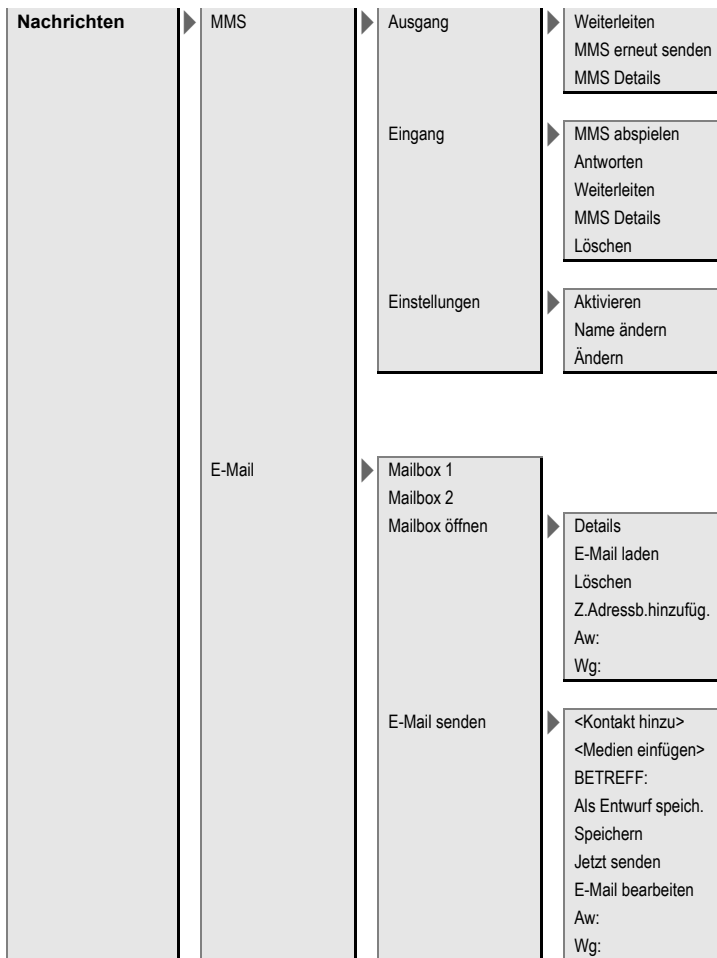 Nachrichten
MMS
Ausgang
Weiterleiten
MMS erneut senden
MMS Details
Eingang
MMS abspielen
Antworten
Weiterleiten
MMS Details
Löschen
Einstellungen
Aktivieren
Name ändern
Ändern
E-Mail
Mailbox 1
Mailbox 2
Mailbox öffnen
Details
E-Mail laden
Löschen
Z.Adressb.hinzufüg.
Aw:
Wg:
E-Mail senden
<Kontakt hinzu>
<Medien einfügen>
BETREFF:
Als Entwurf speich.
Speichern
Jetzt senden
E-Mail bearbeiten
Aw:
Wg: